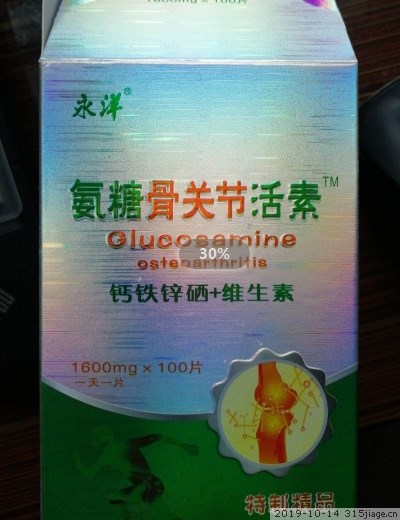 1600mg×100片
永洋®
氨糖骨关节活素™
Glucosamine
30%
osteparthritis
钙铁锌硒+维生素
1600mg×100片
一天一片
特制精品
2019-10-14 315jiage.cn